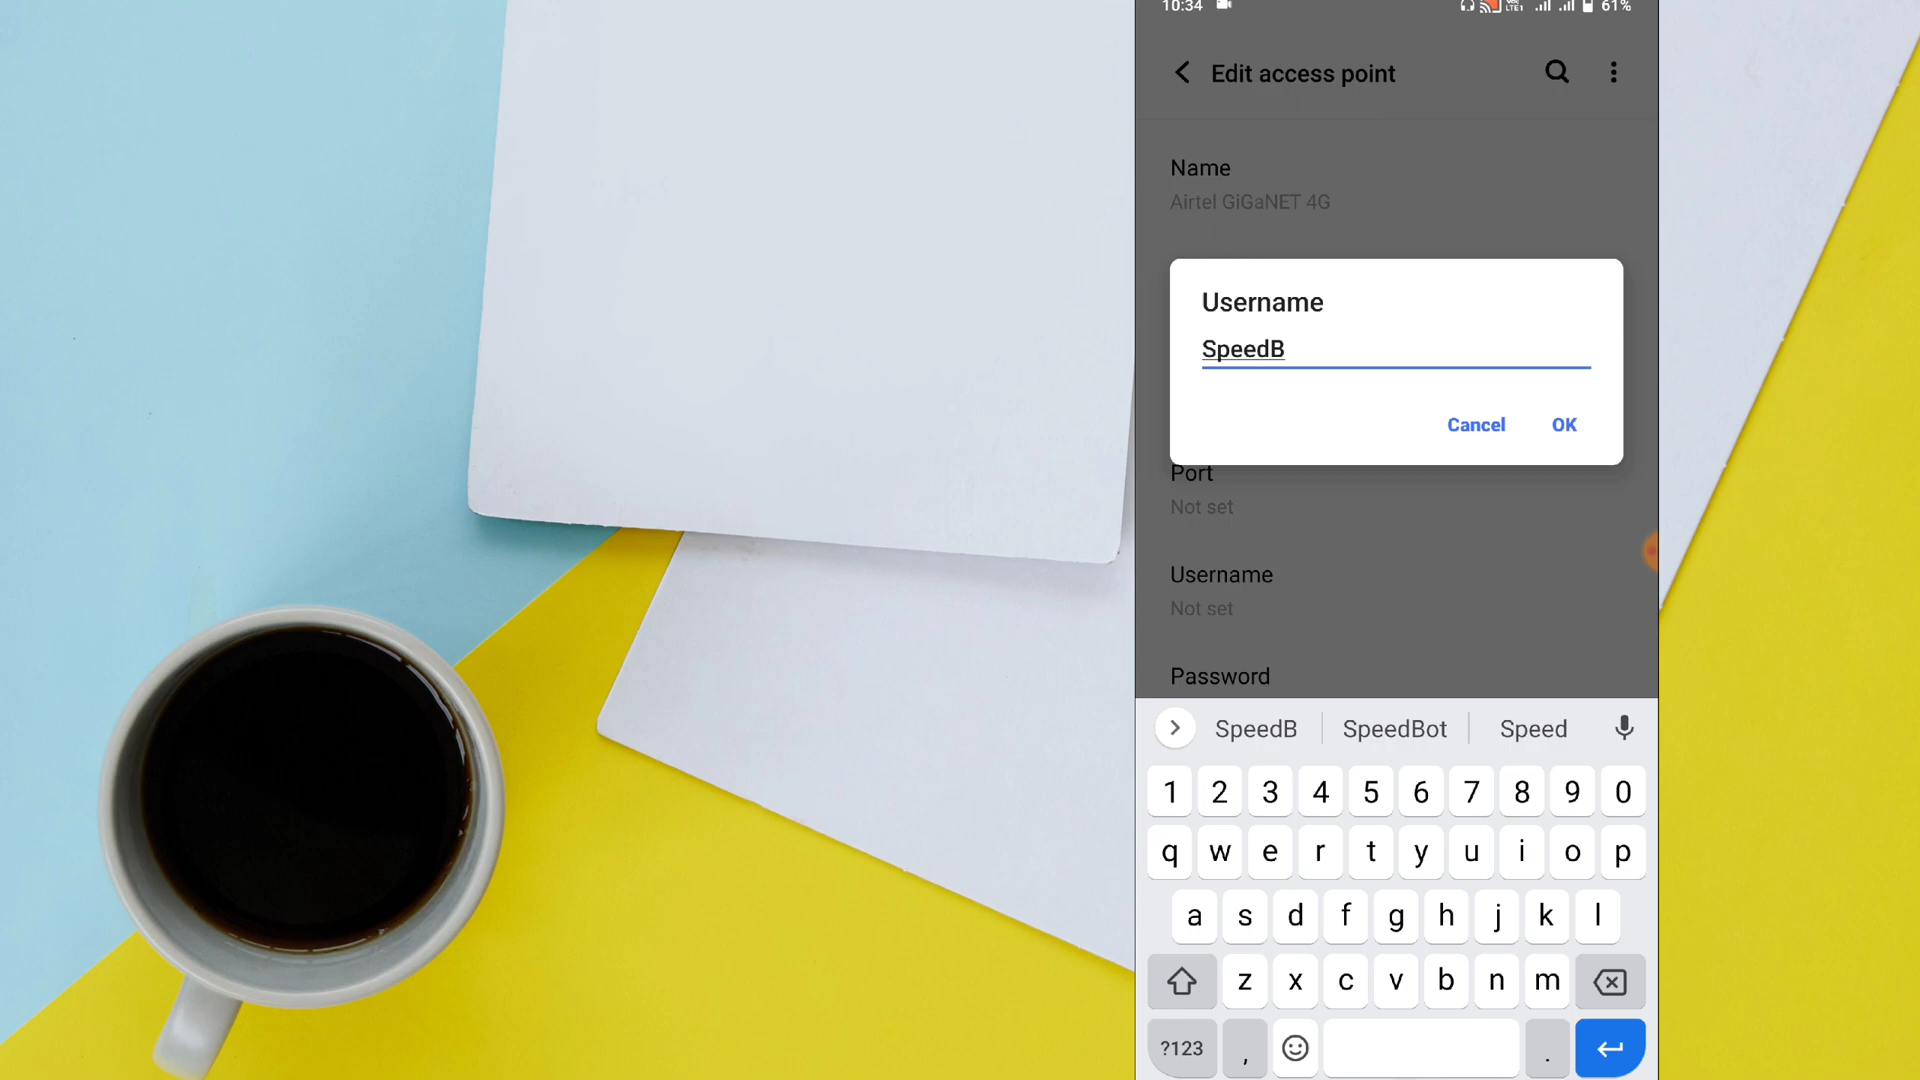 10:34 61%
Edit access point
Name
Airtel GiGaNET 4G
Username
SpeedB
Cancel OK
Port
Not set
Username
Not set
Password
SpeedB SpeedBot Speed
1 2 3 4 5 6 7 8 9 0
q w e r t y u i o p
a s d f g h j k l
z x c v b n m
?123 , .